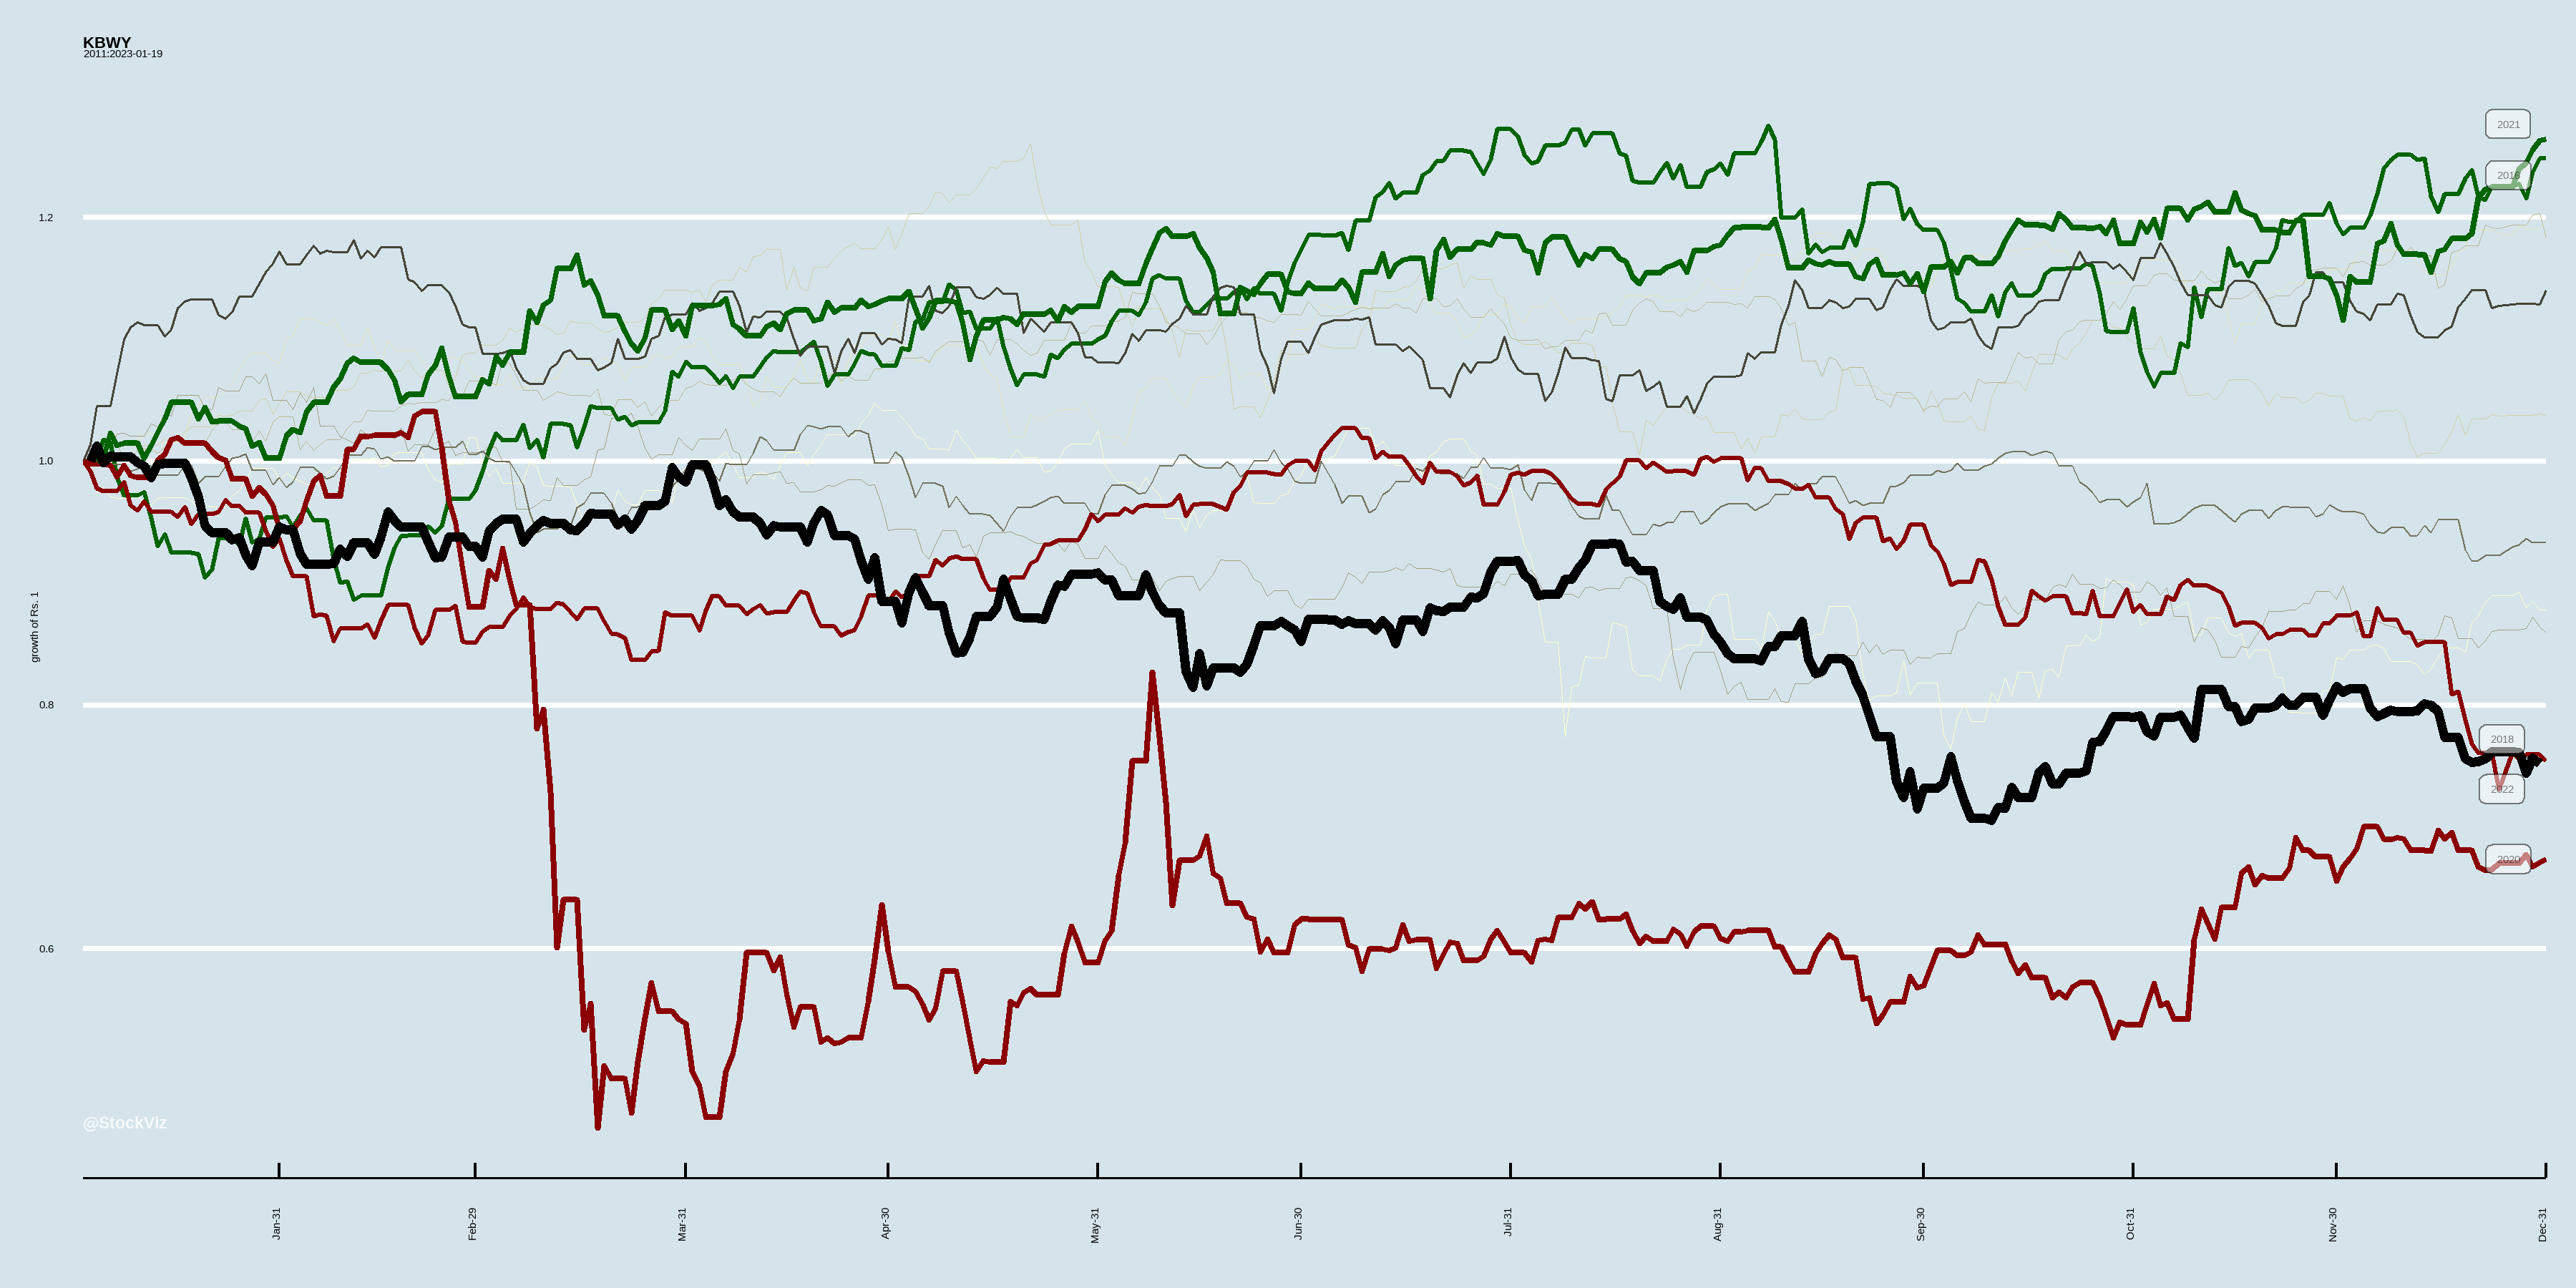 KBWY
2011:2023-01-19
2021
2016
1.2
1.0
0.8
0.6
growth of Rs. 1
2018
2022
2020
@StockViz
Jan-31
Feb-29
Mar-31
Apr-30
May-31
Jun-30
Jul-31
Aug-31
Sep-30
Oct-31
Nov-30
Dec-31